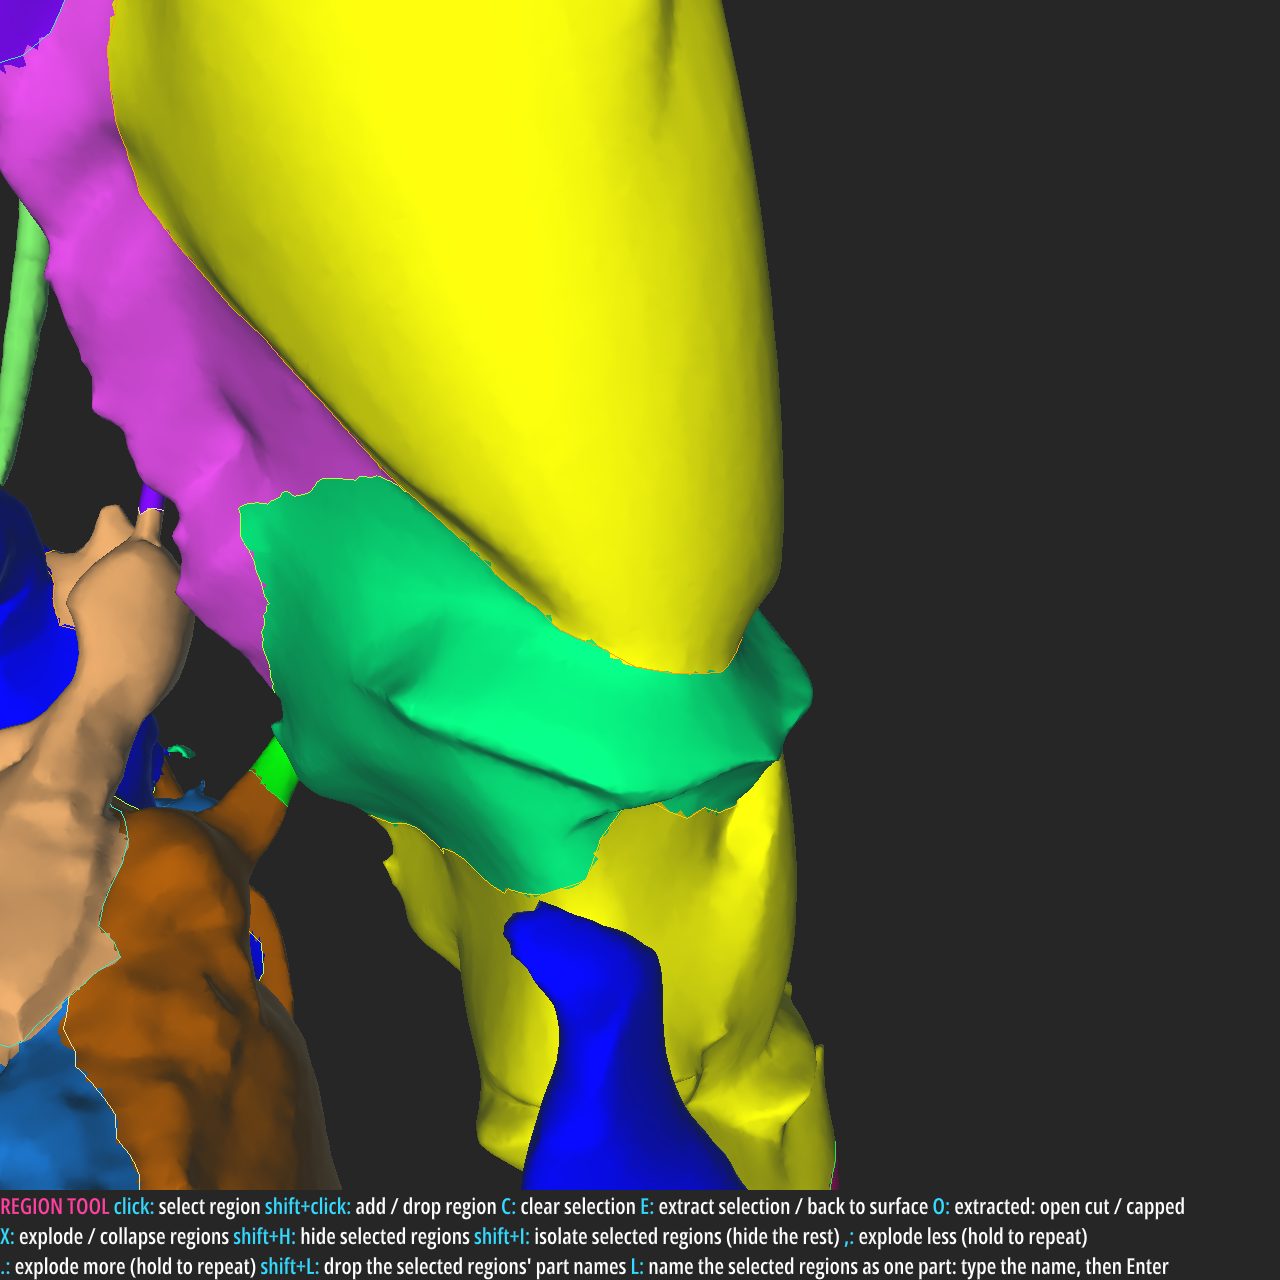 REGION TOOL click: select region shift+click: add / drop region C: clear selection E: extract selection / back to surface O: extracted: open cut / capped
X: explode / collapse regions shift+H: hide selected regions shift+I: isolate selected regions (hide the rest) ,: explode less (hold to repeat)
.: explode more (hold to repeat) shift+L: drop the selected regions' part names L: name the selected regions as one part: type the name, then Enter